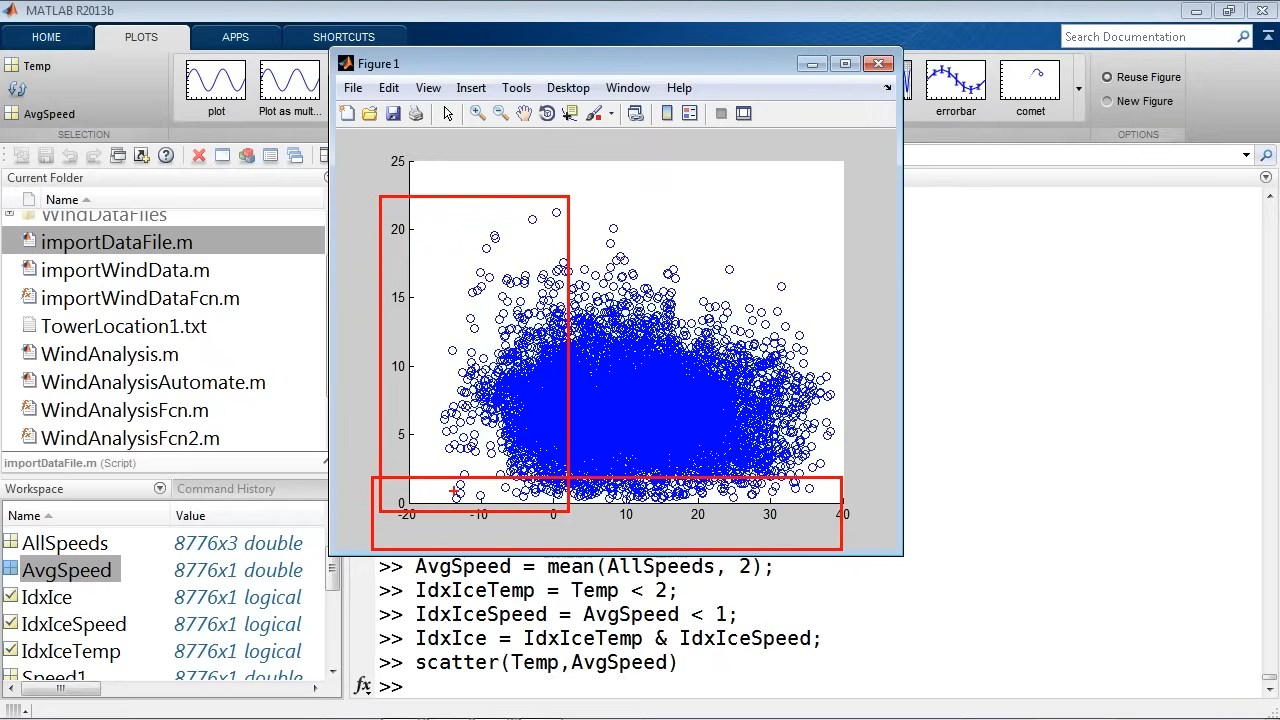 MATLAB R2013b
HOME PLOTS APPS SHORTCUTS
Search Documentation
Temp
AvgSpeed
SELECTION
plot
Plot as mult...
errorbar
comet
Reuse Figure
New Figure
OPTIONS
Figure 1
File Edit View Insert Tools Desktop Window Help
Current Folder
Name
WindDataFiles
importDataFile.m
importWindData.m
importWindDataFcn.m
TowerLocation1.txt
WindAnalysis.m
WindAnalysisAutomate.m
WindAnalysisFcn.m
WindAnalysisFcn2.m
importDataFile.m (Script)
Workspace Command History
Name Value
AllSpeeds 8776x3 double
AvgSpeed 8776x1 double
IdxIce 8776x1 logical
IdxIceSpeed 8776x1 logical
IdxIceTemp 8776x1 logical
Speed1 8776x1 double
25
20
15
10
5
0
-20 -10 0 10 20 30 40
>> AvgSpeed = mean(AllSpeeds, 2);
>> IdxIceTemp = Temp < 2;
>> IdxIceSpeed = AvgSpeed < 1;
>> IdxIce = IdxIceTemp & IdxIceSpeed;
>> scatter(Temp,AvgSpeed)
fx >>